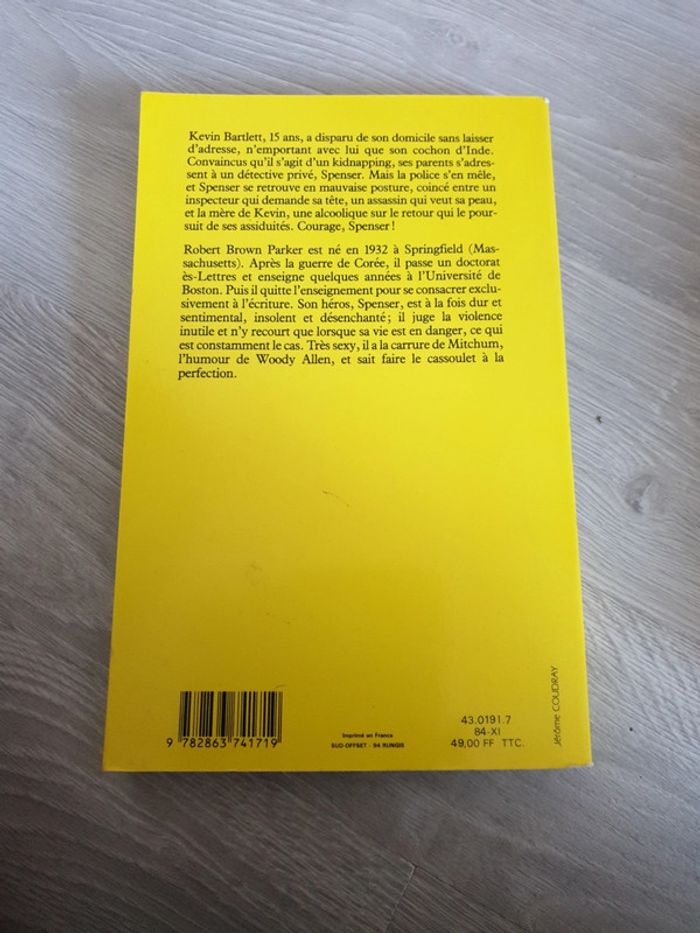 Kevin Bartlett, 15 ans, a disparu de son domicile sans laisser
d'adresse, n'emportant avec lui que son cochon d'Inde.
Convaincus qu'il s'agit d'un kidnapping, ses parents s'adres-
sent à un détective privé, Spenser. Mais la police s'en mêle,
et Spenser se retrouve en mauvaise posture, coincé entre un
inspecteur qui demande sa tête, un assassin qui veut sa peau,
et la mère de Kevin, une alcoolique sur le retour qui le pour-
suit de ses assiduités. Courage, Spenser !
Robert Brown Parker est né en 1932 à Springfield (Mas-
sachusetts). Après la guerre de Corée, il passe un doctorat
ès-Lettres et enseigne quelques années à l'Université de
Boston. Puis il quitte l'enseignement pour se consacrer exclu-
sivement à l'écriture. Son héros, Spenser, est à la fois dur et
sentimental, insolent et désenchanté ; il juge la violence
inutile et n'y recourt que lorsque sa vie est en danger, ce qui
est constamment le cas. Très sexy, il a la carrure de Mitchum,
l'humour de Woody Allen, et sait faire le cassoulet à la
perfection.
9 782863 741719
Imprimé en France
SUD-OFFSET - 94 RUNGIS
43.0191.7
84-XI
49,00 FF TTC.
Jérôme COUDRAY